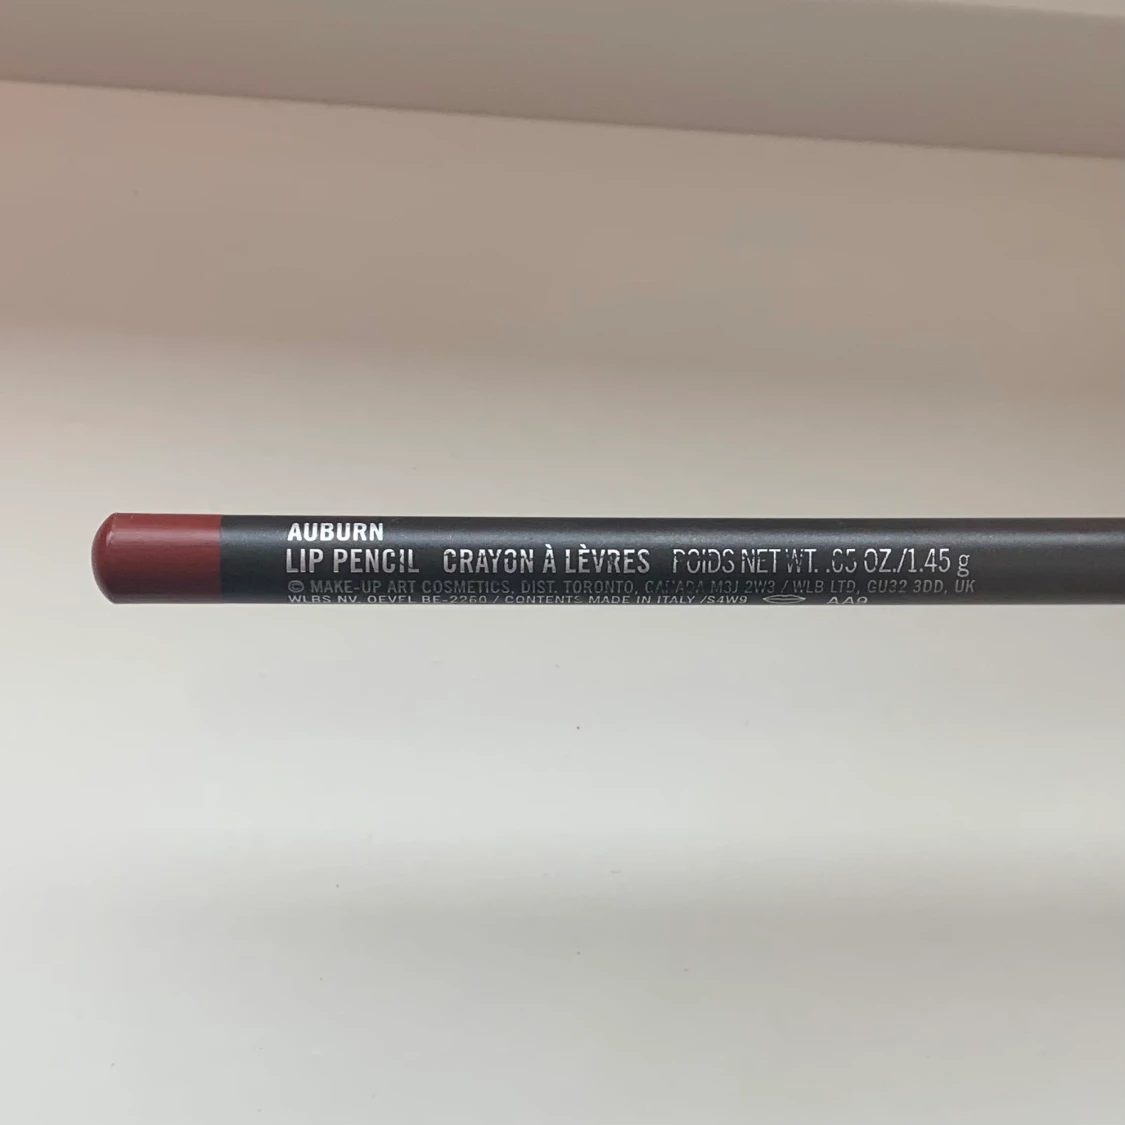 AUBURN
LIP PENCIL CRAYON À LÈVRES POIDS NET WT. .05 OZ./1.45 g
© MAKE-UP ART COSMETICS, DIST. TORONTO, CANADA M3J 2W3 / WLB LTD, GU32 3DD, UK
WLBS NV. OEVEL BE-2260 / CONTENTS MADE IN ITALY /S4W9